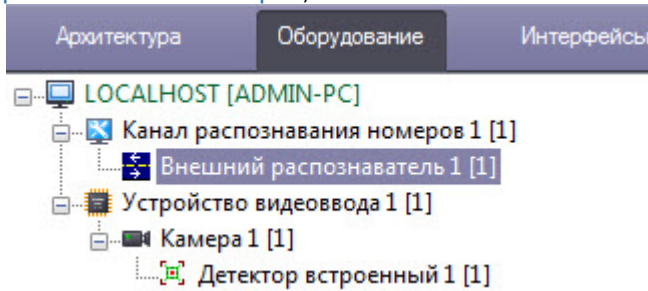 Архитектура Оборудование Интерфейсы
LOCALHOST [ADMIN-PC]
Канал распознавания номеров 1 [1]
Внешний распознаватель 1 [1]
Устройство видеоввода 1 [1]
Камера 1 [1]
Детектор встроенный 1 [1]